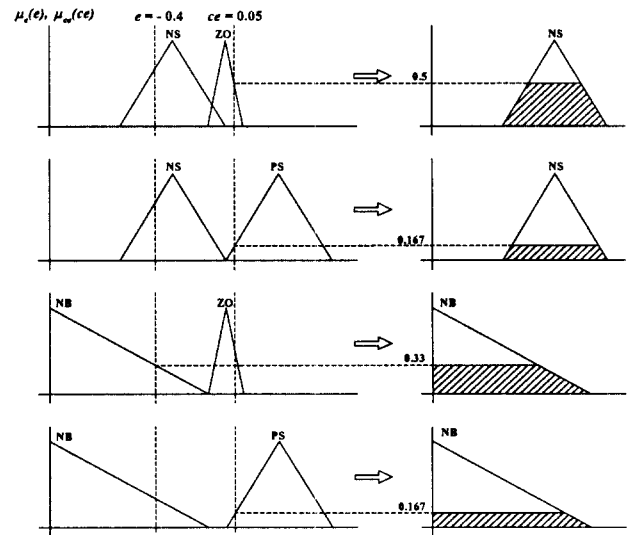 μe(e), μce(ce) e = - 0.4 ce = 0.05
NS ZO NS
0.5
NS PS NS
0.167
NB ZO NB
0.33
NB PS NB
0.167